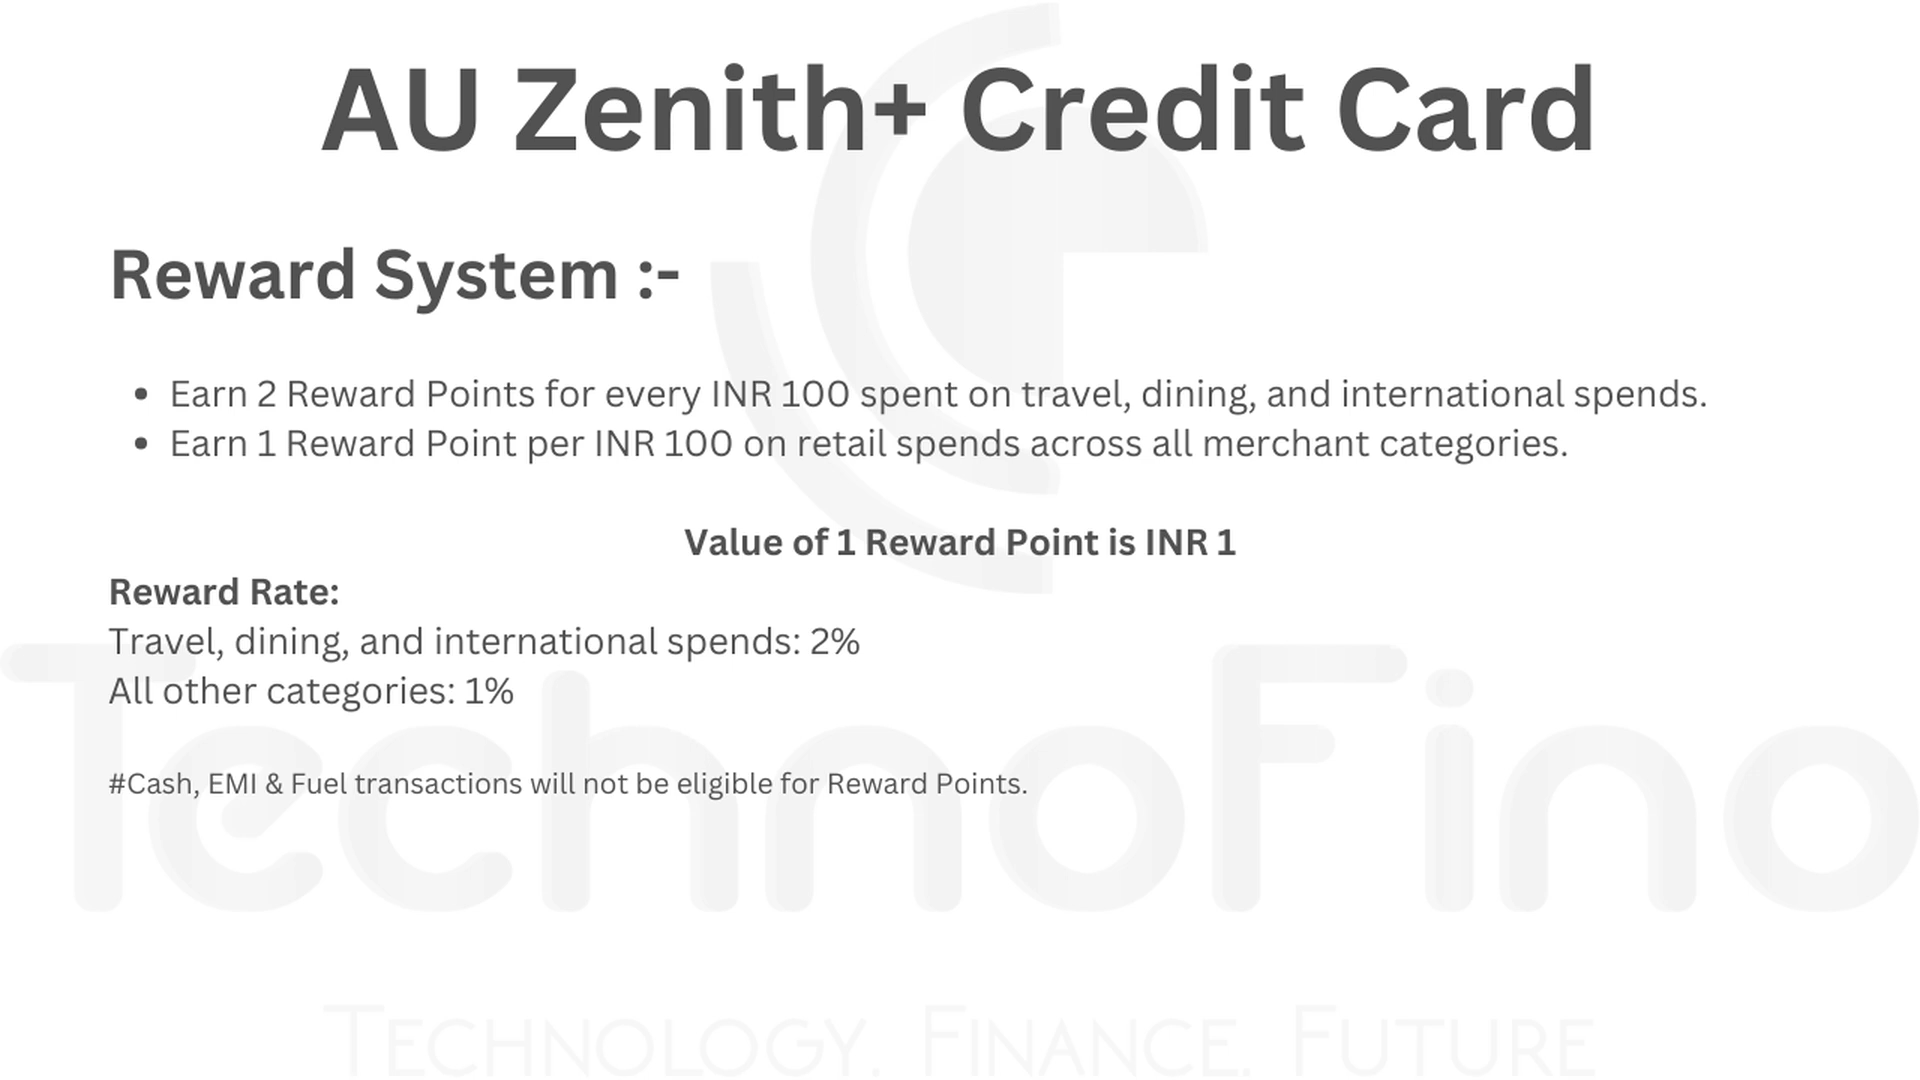 AU Zenith+ Credit Card
Reward System :-
• Earn 2 Reward Points for every INR 100 spent on travel, dining, and international spends.
• Earn 1 Reward Point per INR 100 on retail spends across all merchant categories.
Value of 1 Reward Point is INR 1
Reward Rate:
Travel, dining, and international spends: 2%
All other categories: 1%
#Cash, EMI & Fuel transactions will not be eligible for Reward Points.
TechnoFino
Technology. Finance. Future